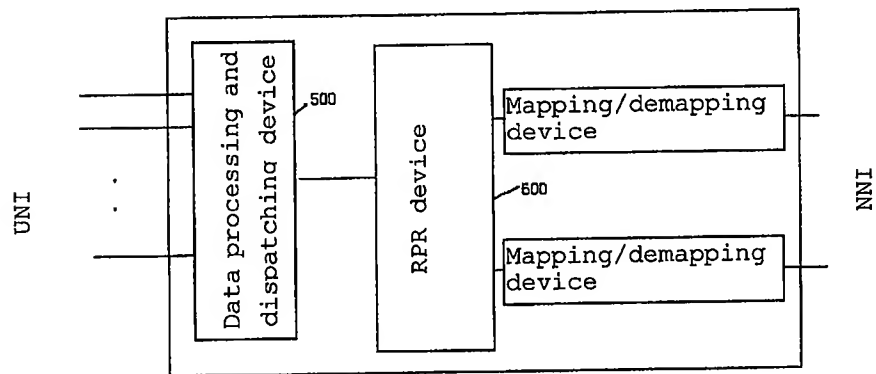 UNI
Data processing and
dispatching device
500
RPR device
600
Mapping/demapping
device
Mapping/demapping
device
NNI